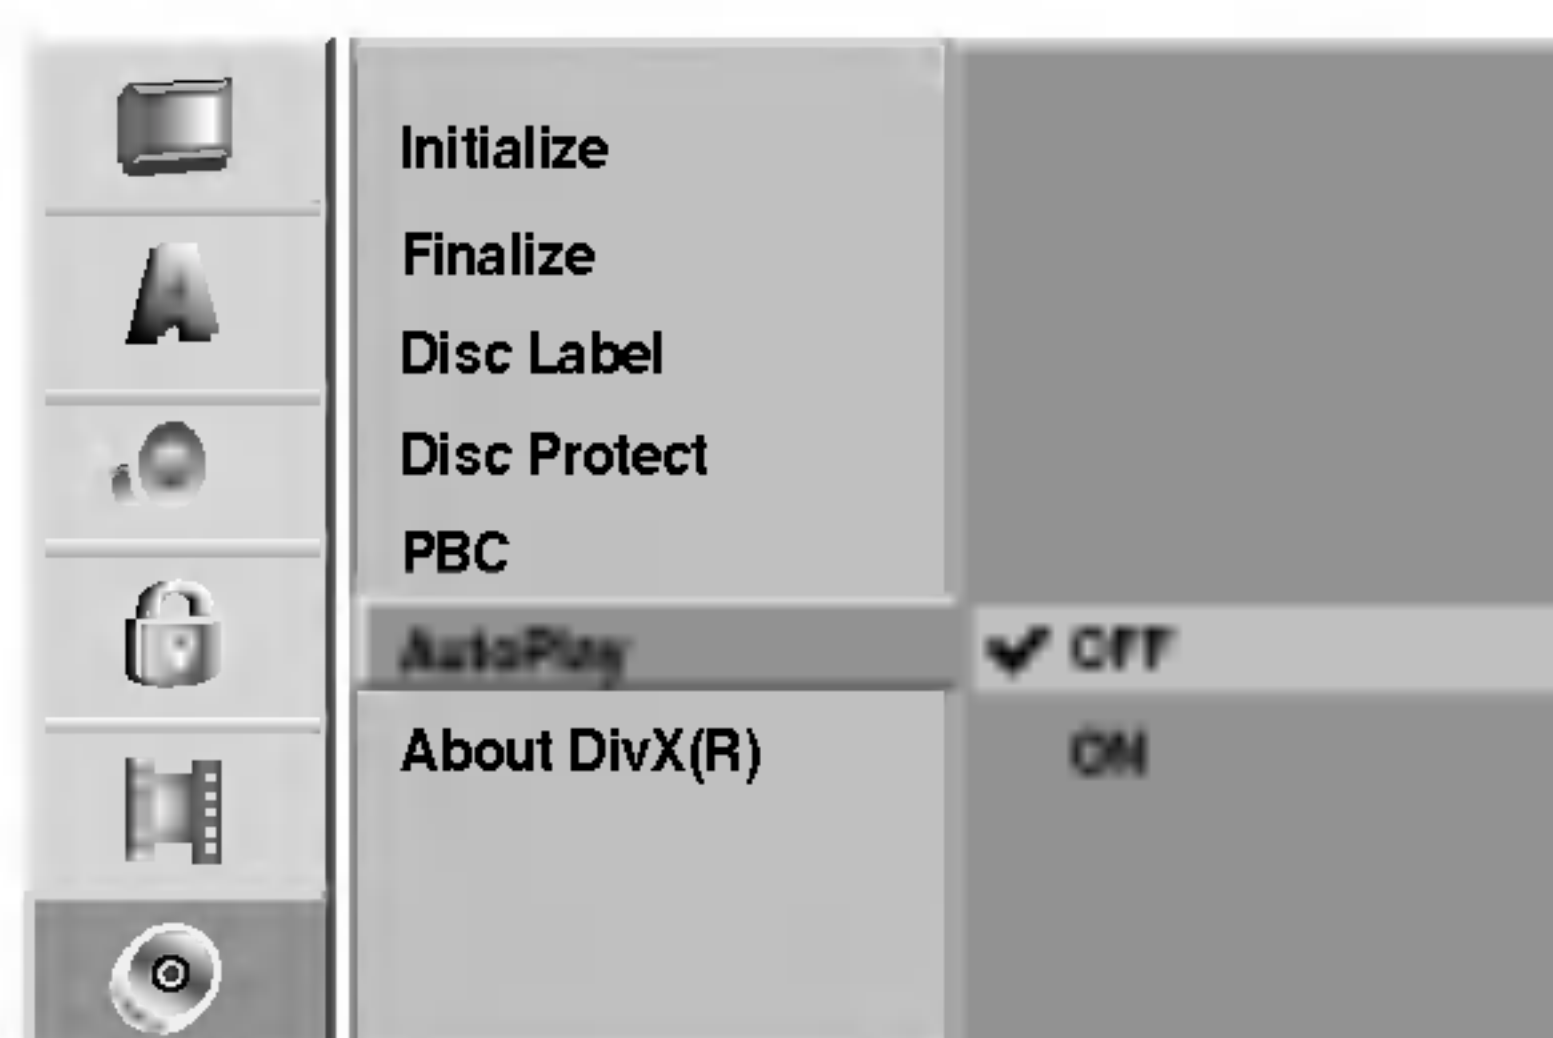 Initialize
Finalize
Disc Label
Disc Protect
PBC
AutoPlay
OFF
About DivX(R)
ON